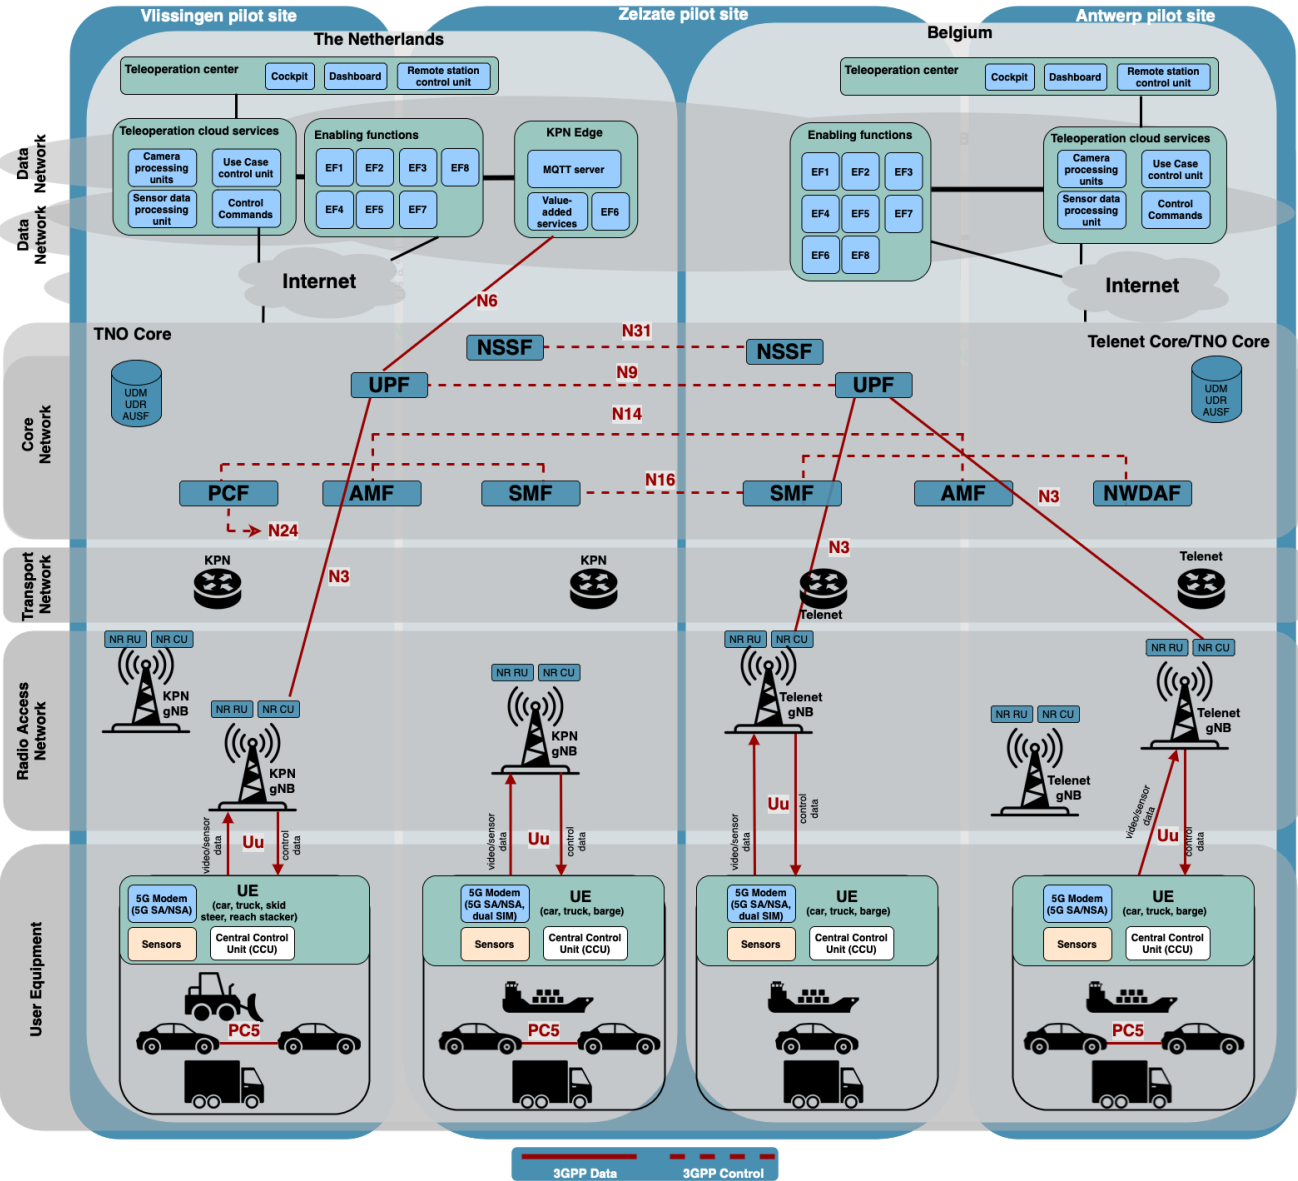 Vlissingen pilot site
Zelzate pilot site
Antwerp pilot site
The Netherlands
Belgium
Teleoperation center
Cockpit
Dashboard
Remote station
control unit
Teleoperation center
Cockpit
Dashboard
Remote station
control unit
Data
Network
Data
Network
Teleoperation cloud services
Camera
processing
units
Use Case
control unit
Sensor data
processing
unit
Control
Commands
Enabling functions
EF1
EF2
EF3
EF8
EF4
EF5
EF7
KPN Edge
MQTT server
Value-
added
services
EF6
Enabling functions
EF1
EF2
EF3
EF4
EF5
EF7
EF6
EF8
Teleoperation cloud services
Camera
processing
units
Use Case
control unit
Sensor data
processing
unit
Control
Commands
Internet
Internet
N6
Core
Network
TNO Core
Telenet Core/TNO Core
UDM
UDR
AUSF
UDM
UDR
AUSF
NSSF
N31
NSSF
UPF
N9
UPF
N14
PCF
AMF
SMF
N16
SMF
AMF
NWDAF
N24
N3
N3
N3
Transport
Network
KPN
KPN
Telenet
Telenet
Radio Access
Network
NR RU
NR CU
KPN
gNB
NR RU
NR CU
KPN
gNB
NR RU
NR CU
KPN
gNB
NR RU
NR CU
Telenet
gNB
NR RU
NR CU
Telenet
gNB
NR RU
NR CU
Telenet
gNB
video/sensor
data
Uu
control
data
video/sensor
data
Uu
control
data
video/sensor
data
Uu
control
data
video/sensor
data
Uu
control
data
User Equipment
5G Modem
(5G SA/NSA)
UE
(car, truck, skid
steer, reach stacker)
Sensors
Central Control
Unit (CCU)
PC5
5G Modem
(5G SA/NSA,
dual SIM)
UE
(car, truck, barge)
Sensors
Central Control
Unit (CCU)
PC5
5G Modem
(5G SA/NSA,
dual SIM)
UE
(car, truck, barge)
Sensors
Central Control
Unit (CCU)
5G Modem
(5G SA/NSA)
UE
(car, truck, barge)
Sensors
Central Control
Unit (CCU)
PC5
3GPP Data
3GPP Control